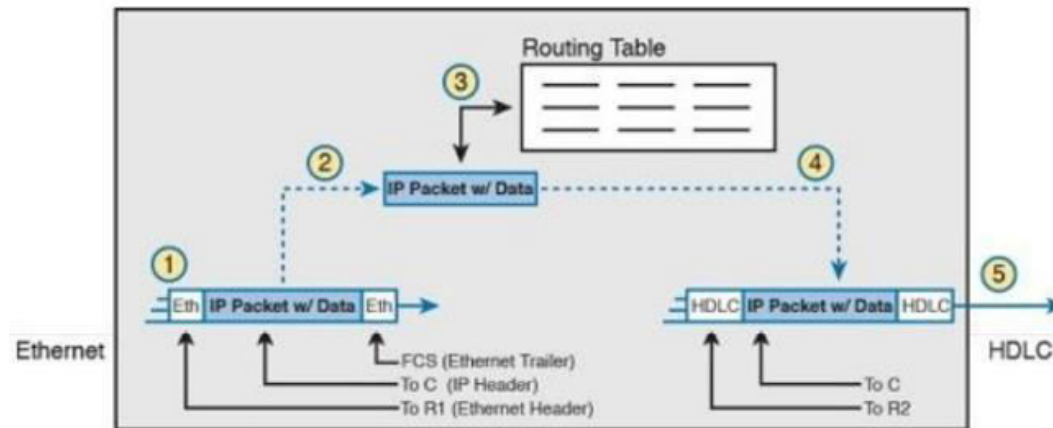 Routing Table
3
2
IP Packet w/ Data
4
1
Eth IP Packet w/ Data Eth
HDLC IP Packet w/ Data HDLC
5
Ethernet
HDLC
FCS (Ethernet Trailer)
To C (IP Header)
To R1 (Ethernet Header)
To C
To R2